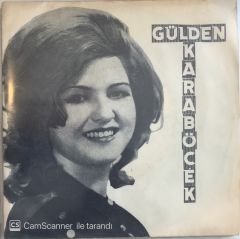 GÜLDEN
KARABÖCEK
CS CamScanner ile tarandı